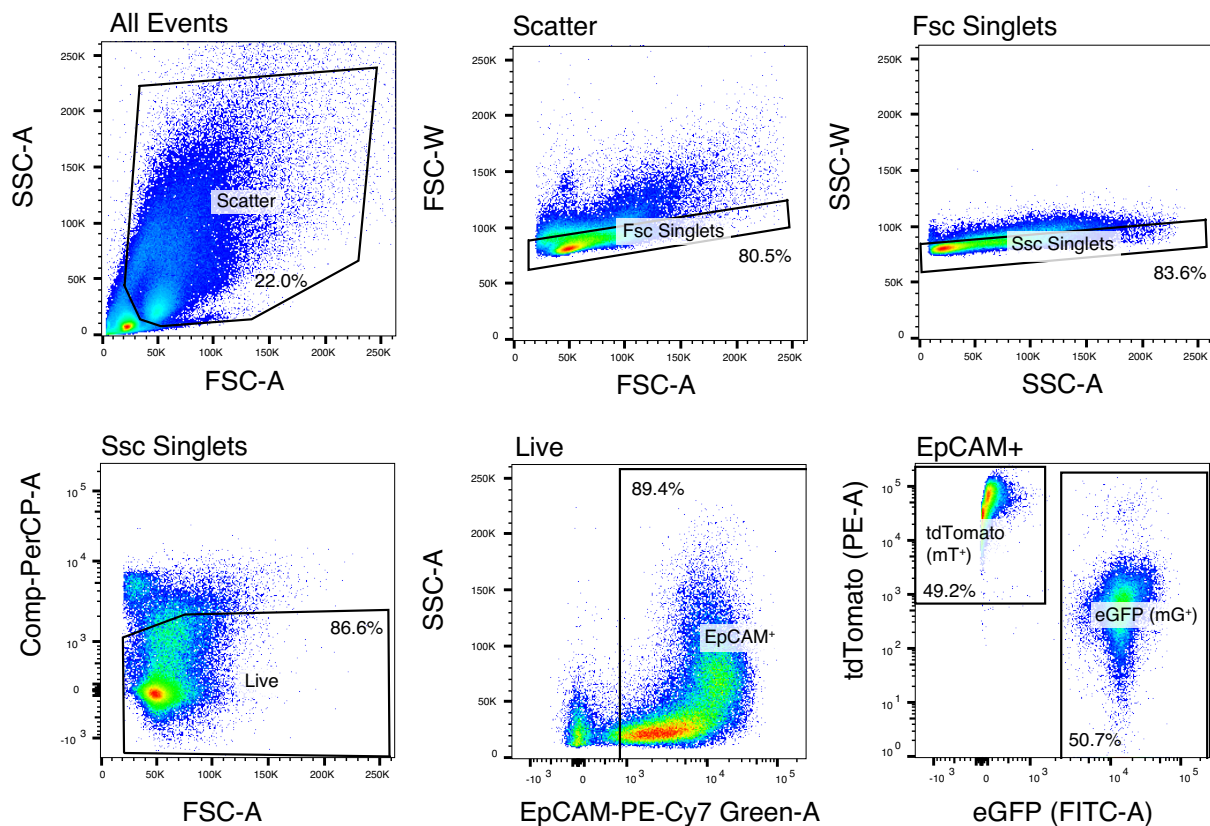 All Events
SSC-A
250K
200K
150K
100K
50K
0
Scatter
22.0%
0 50K 100K 150K 200K 250K
FSC-A
Scatter
FSC-W
250K
200K
150K
100K
50K
0
Fsc Singlets
80.5%
0 50K 100K 150K 200K 250K
FSC-A
Fsc Singlets
SSC-W
250K
200K
150K
100K
50K
0
Ssc Singlets
83.6%
0 50K 100K 150K 200K 250K
SSC-A
Ssc Singlets
Comp-PerCP-A
10⁵
10⁴
10³
0
-10³
86.6%
Live
0 50K 100K 150K 200K 250K
FSC-A
Live
SSC-A
250K
200K
150K
100K
50K
0
89.4%
EpCAM⁺
-10³ 0 10³ 10⁴ 10⁵
EpCAM-PE-Cy7 Green-A
EpCAM+
tdTomato (PE-A)
10⁵
10⁴
10³
10²
10¹
10⁰
tdTomato
(mT⁺)
49.2%
eGFP (mG⁺)
50.7%
-10³ 0 10³ 10⁴ 10⁵
eGFP (FITC-A)